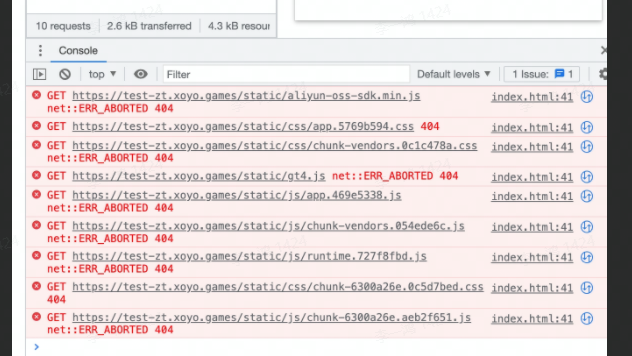 10 requests 2.6 kB transferred 4.3 kB resour
Console
top Filter Default levels 1 Issue: 1
GET https://test-zt.xoyo.games/static/aliyun-oss-sdk.min.js index.html:41
net::ERR_ABORTED 404
GET https://test-zt.xoyo.games/static/css/app.5769b594.css 404 index.html:41
GET https://test-zt.xoyo.games/static/css/chunk-vendors.0c1c478a.css index.html:41
net::ERR_ABORTED 404
GET https://test-zt.xoyo.games/static/gt4.js net::ERR_ABORTED 404 index.html:41
GET https://test-zt.xoyo.games/static/js/app.469e5338.js index.html:41
net::ERR_ABORTED 404
GET https://test-zt.xoyo.games/static/js/chunk-vendors.054ede6c.js index.html:41
net::ERR_ABORTED 404
GET https://test-zt.xoyo.games/static/js/runtime.727f8fbd.js index.html:41
net::ERR_ABORTED 404
GET https://test-zt.xoyo.games/static/css/chunk-6300a26e.0c5d7bed.css index.html:41
404
GET https://test-zt.xoyo.games/static/js/chunk-6300a26e.aeb2f651.js index.html:41
net::ERR_ABORTED 404